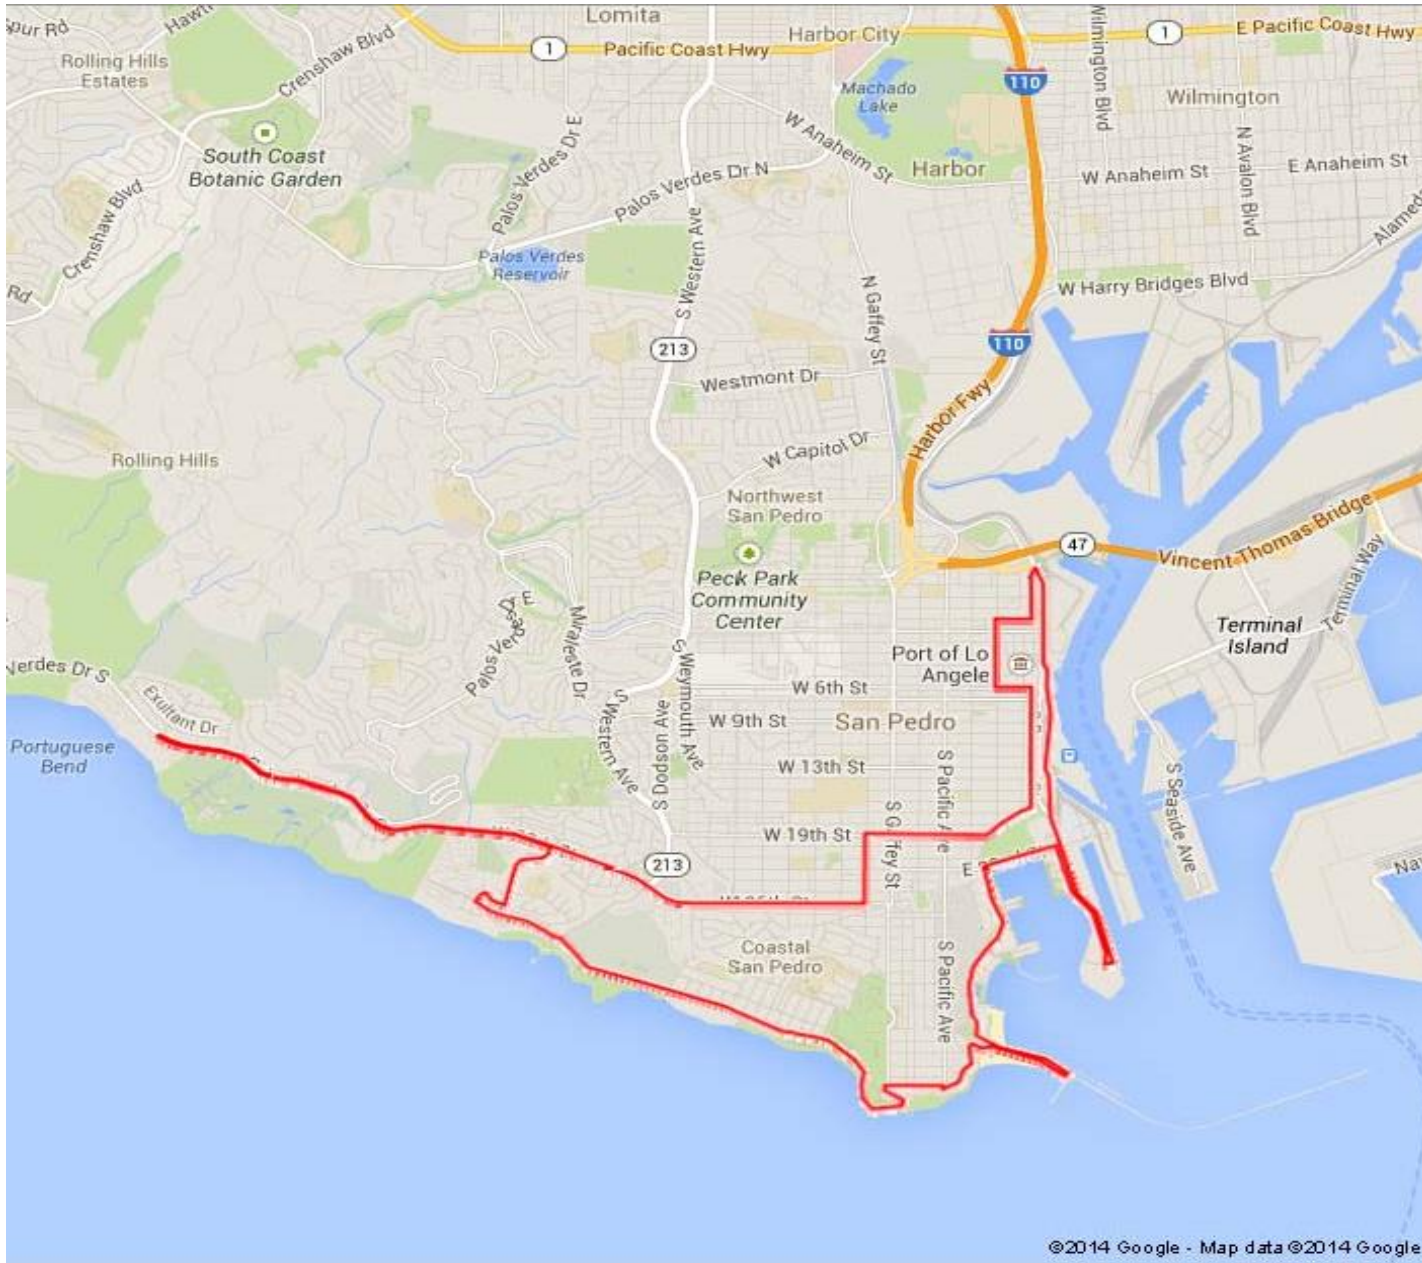 Spur Rd
Hawt
Lomita
Harbor City
1
Pacific Coast Hwy
1
E Pacific Coast Hwy
Rolling Hills
Estates
Crenshaw Blvd
110
Machado
Lake
Wilmington Blvd
Wilmington
South Coast
Botanic Garden
Palos Verdes Dr E
W Anaheim St
Harbor
W Anaheim St
N Avalon Blvd
E Anaheim St
Palos Verdes Dr N
Crenshaw Blvd
Alamed
S Western Ave
Palos Verdes
Reservoir
Rd
N Gaffey St
W Harry Bridges Blvd
213
110
Westmont Dr
Harbor Fwy
W Capitol Dr
Rolling Hills
Northwest
San Pedro
47
Vincent Thomas Bridge
Peck Park
Community
Center
Terminal Way
Miraleste Dr
Palos Verdes Dr E
Terminal
Island
Verdes Dr S
S Weymouth Ave
Port of Lo
Angele
W 6th St
Exultant Dr
S Western Ave
S Dodson Ave
W 9th St
San Pedro
Portuguese
Bend
W 13th St
S Pacific Ave
S Seaside Ave
S Gaffey St
W 19th St
213
E
Na
Coastal
San Pedro
S Pacific Ave
©2014 Google - Map data ©2014 Google